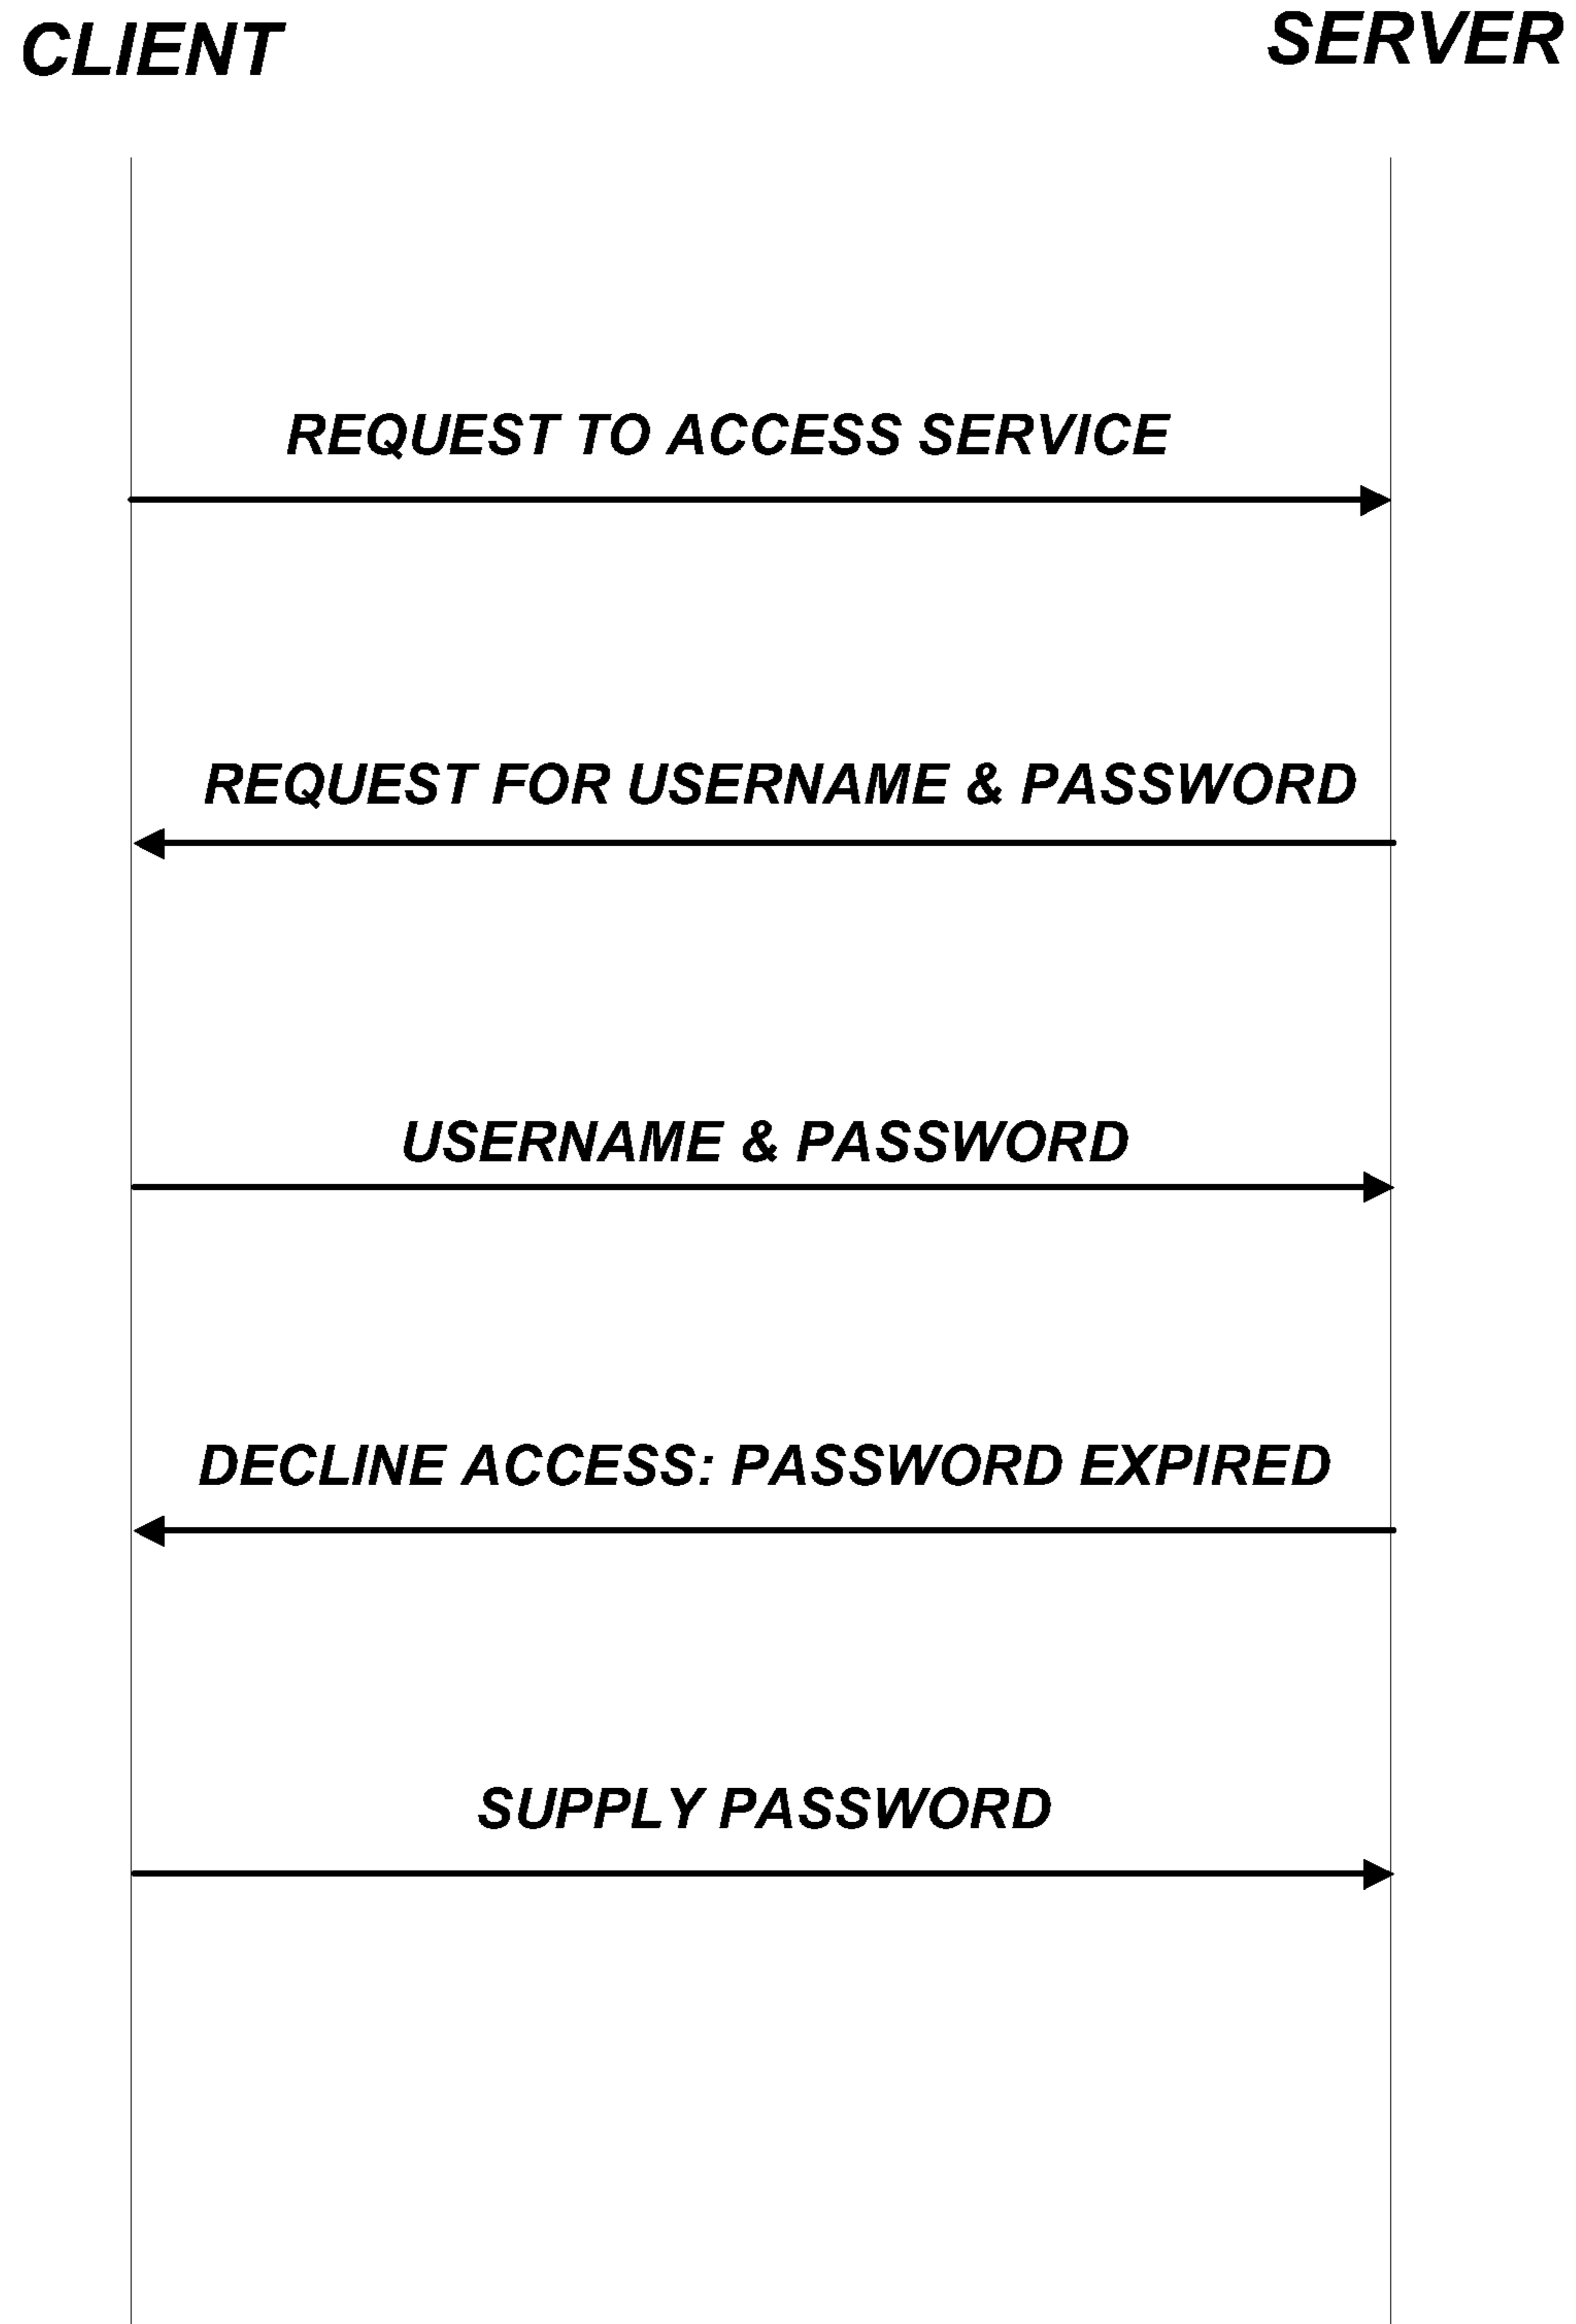 CLIENT
SERVER
REQUEST TO ACCESS SERVICE
REQUEST FOR USERNAME & PASSWORD
USERNAME & PASSWORD
DECLINE ACCESS: PASSWORD EXPIRED
SUPPLY PASSWORD